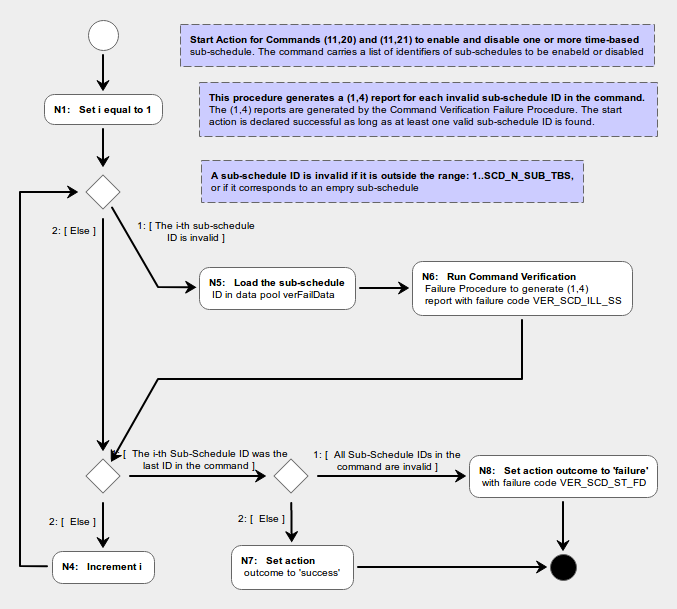 Start Action for Commands (11,20) and (11,21) to enable and disable one or more time-based
sub-schedule. The command carries a list of identifiers of sub-schedules to be enabeld or disabled
N1: Set i equal to 1
This procedure generates a (1,4) report for each invalid sub-schedule ID in the command.
The (1,4) reports are generated by the Command Verification Failure Procedure. The start
action is declared successful as long as at least one valid sub-schedule ID is found.
A sub-schedule ID is invalid if it is outside the range: 1..SCD_N_SUB_TBS,
or if it corresponds to an empry sub-schedule
2: [ Else ]
1: [ The i-th sub-schedule
ID is invalid ]
N5: Load the sub-schedule
ID in data pool verFailData
N6: Run Command Verification
Failure Procedure to generate (1,4)
report with failure code VER_SCD_ILL_SS
[ The i-th Sub-Schedule ID was the
last ID in the command ]
1: [ All Sub-Schedule IDs in the
command are invalid ]
N8: Set action outcome to 'failure'
with failure code VER_SCD_ST_FD
2: [ Else ]
2: [ Else ]
N4: Increment i
N7: Set action
outcome to 'success'